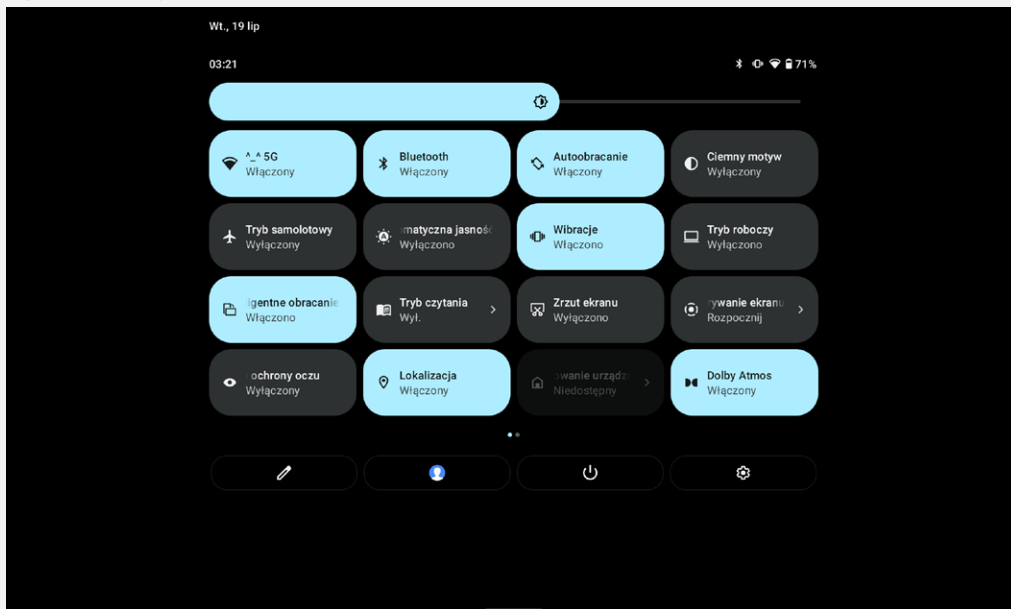 Wt., 19 lip
03:21
71%
^_^ 5G
Włączony
Bluetooth
Włączony
Autoobracanie
Włączony
Ciemny motyw
Wyłączony
Tryb samolotowy
Wyłączony
matyczna jasność
Wyłączono
Wibracje
Włączono
Tryb roboczy
Wyłączono
igentne obracanie
Włączono
Tryb czytania
Wył.
Zrzut ekranu
Wyłączono
rywanie ekranu
Rozpocznij
ochrony oczu
Wyłączony
Lokalizacja
Włączony
owanie urządz
Niedostępny
Dolby Atmos
Włączony